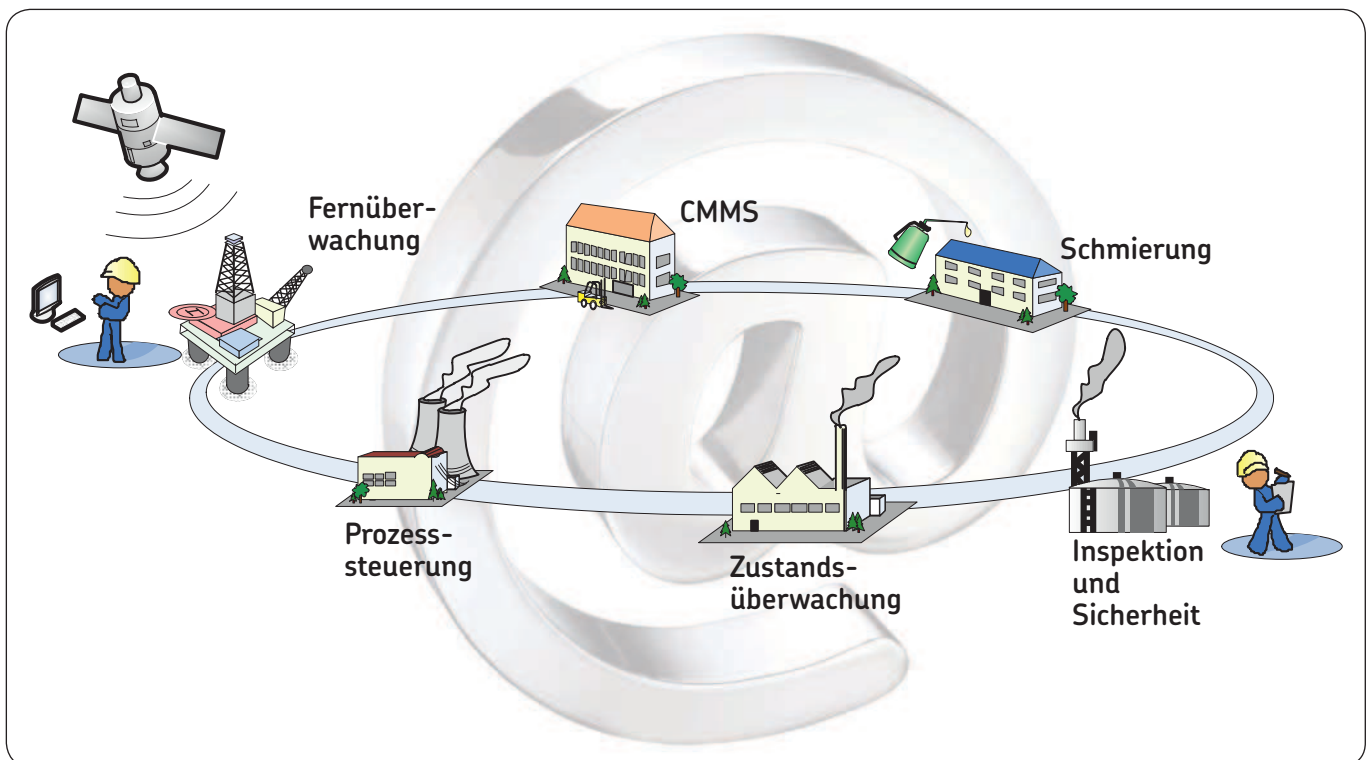 Fernüber-
wachung
CMMS
Schmierung
Prozess-
steuerung
Zustands-
überwachung
Inspektion
und
Sicherheit